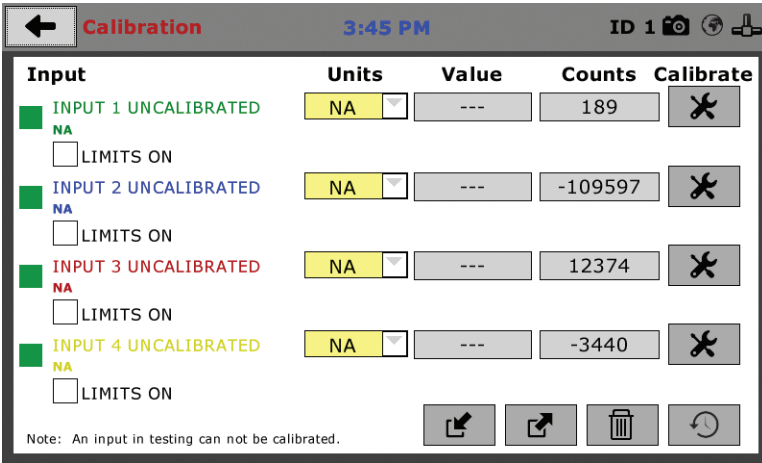 Calibration 3:45 PM ID 1
Input Units Value Counts Calibrate
INPUT 1 UNCALIBRATED NA --- 189
NA
LIMITS ON
INPUT 2 UNCALIBRATED NA --- -109597
NA
LIMITS ON
INPUT 3 UNCALIBRATED NA --- 12374
NA
LIMITS ON
INPUT 4 UNCALIBRATED NA --- -3440
NA
LIMITS ON
Note: An input in testing can not be calibrated.